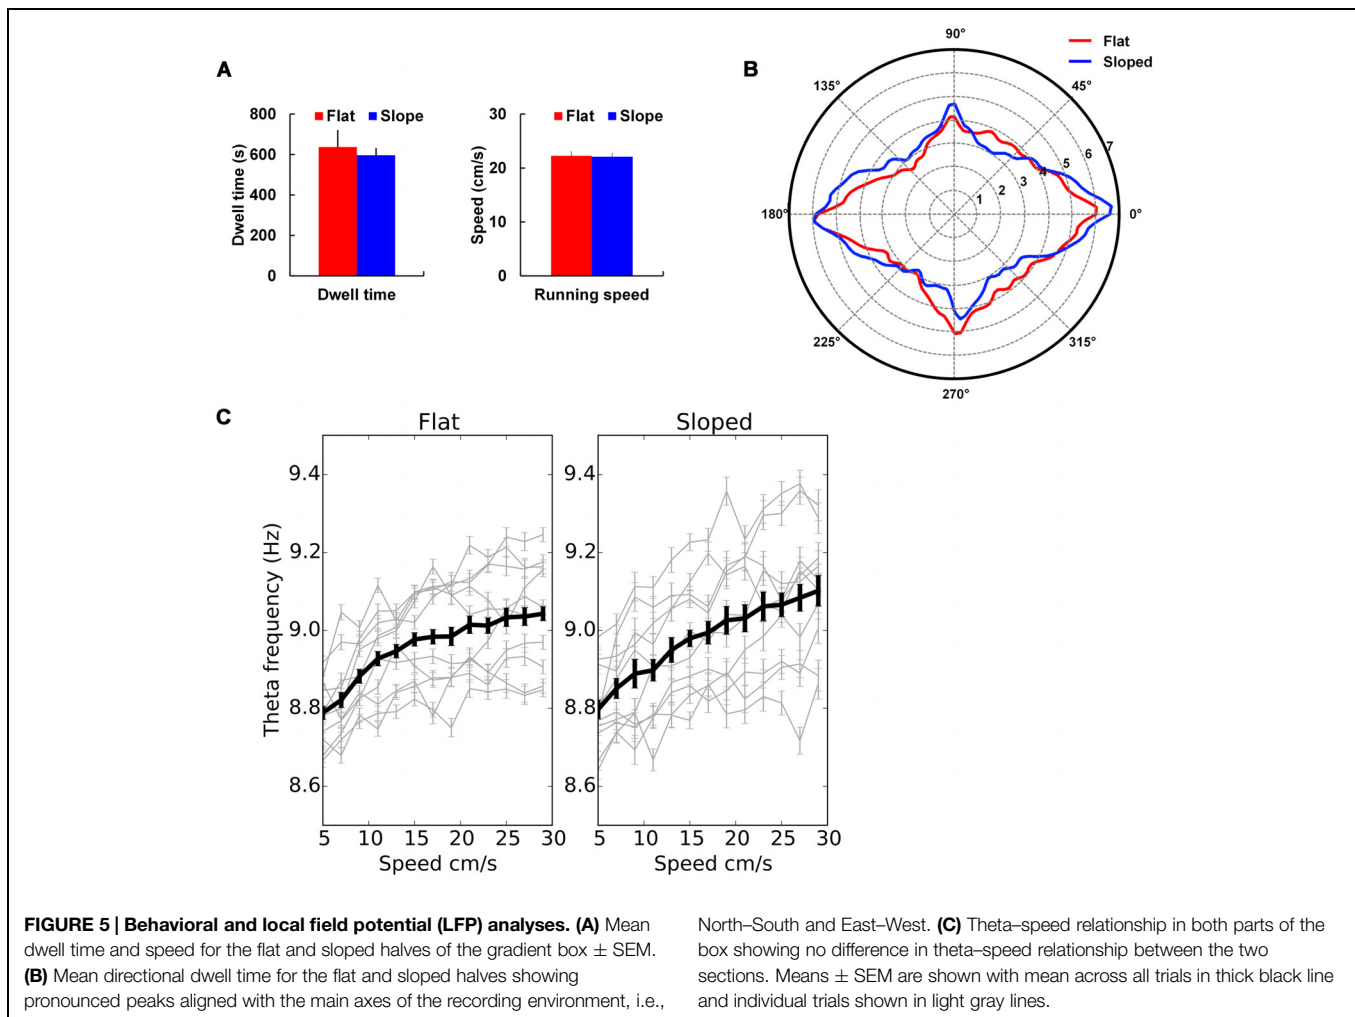 A
Flat Slope
800
600
400
200
0
Dwell time (s)
Dwell time
Flat Slope
30
20
10
0
Speed (cm/s)
Running speed
B
Flat
Sloped
90°
135°
45°
180°
0°
225°
315°
270°
1
2
3
4
5
6
7
C
Flat
Sloped
9.4
9.2
9.0
8.8
8.6
Theta frequency (Hz)
5 10 15 20 25 30
Speed cm/s
9.4
9.2
9.0
8.8
8.6
5 10 15 20 25 30
Speed cm/s
FIGURE 5 | Behavioral and local field potential (LFP) analyses. (A) Mean
dwell time and speed for the flat and sloped halves of the gradient box ± SEM.
(B) Mean directional dwell time for the flat and sloped halves showing
pronounced peaks aligned with the main axes of the recording environment, i.e.,
North–South and East–West. (C) Theta–speed relationship in both parts of the
box showing no difference in theta–speed relationship between the two
sections. Means ± SEM are shown with mean across all trials in thick black line
and individual trials shown in light gray lines.